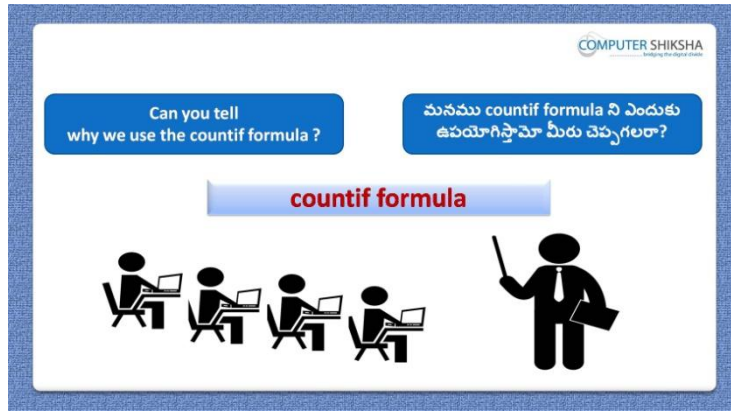 COMPUTER SHIKSHA
bridging the digital divide
Can you tell
why we use the countif formula ?
మనము countif formula ని ఎందుకు
ఉపయోగిస్తామో మీరు చెప్పగలరా?
countif formula